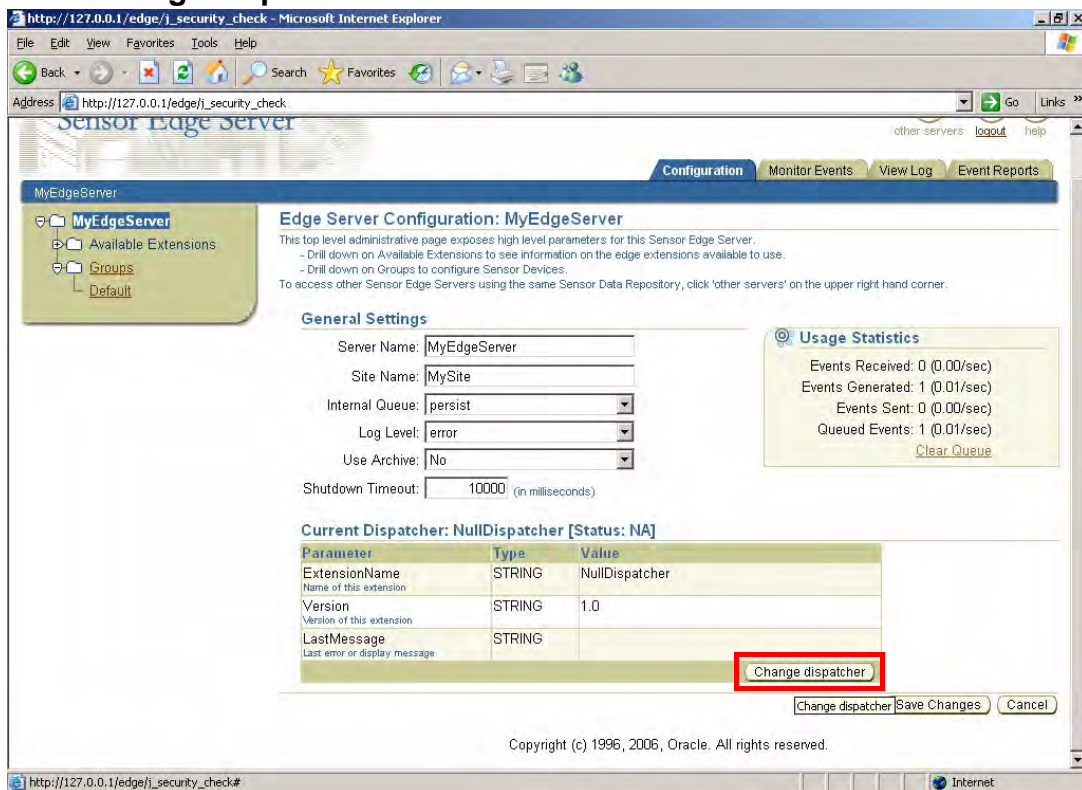 http://127.0.0.1/edge/j_security_check - Microsoft Internet Explorer
File Edit View Favorites Tools Help
Back Search Favorites
Address http://127.0.0.1/edge/j_security_check Go Links »
Sensor Edge Server
other servers logout help
Configuration Monitor Events View Log Event Reports
MyEdgeServer
MyEdgeServer
Available Extensions
Groups
Default
Edge Server Configuration: MyEdgeServer
This top level administrative page exposes high level parameters for this Sensor Edge Server.
- Drill down on Available Extensions to see information on the edge extensions available to use.
- Drill down on Groups to configure Sensor Devices.
To access other Sensor Edge Servers using the same Sensor Data Repository, click 'other servers' on the upper right hand corner.
General Settings
Server Name: MyEdgeServer
Site Name: MySite
Internal Queue: persist
Log Level: error
Use Archive: No
Shutdown Timeout: 10000 (in milliseconds)
Usage Statistics
Events Received: 0 (0.00/sec)
Events Generated: 1 (0.01/sec)
Events Sent: 0 (0.00/sec)
Queued Events: 1 (0.01/sec)
Clear Queue
Current Dispatcher: NullDispatcher [Status: NA]
Parameter Type Value
ExtensionName STRING NullDispatcher
Name of this extension
Version STRING 1.0
Version of this extension
LastMessage STRING
Last error or display message
Change dispatcher
Change dispatcher Save Changes Cancel
Copyright (c) 1996, 2006, Oracle. All rights reserved.
http://127.0.0.1/edge/j_security_check# Internet